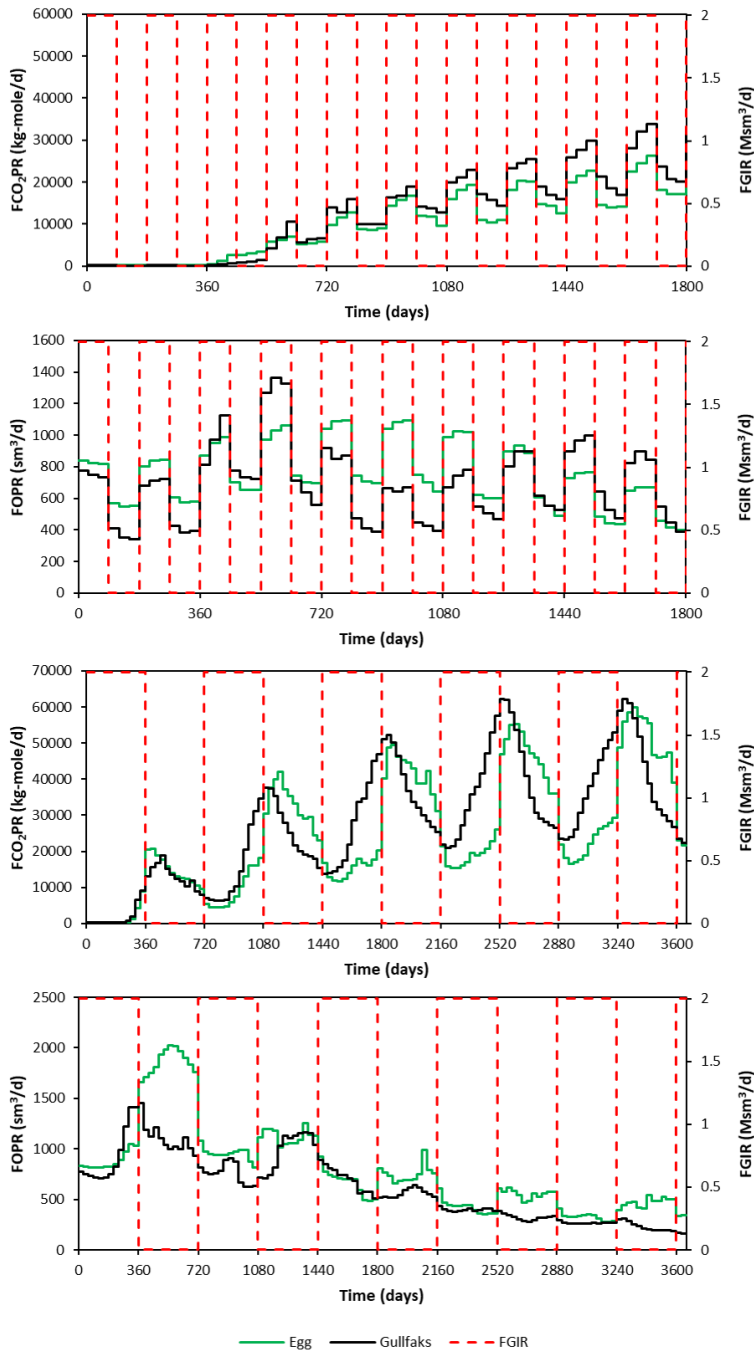 60000
50000
40000
30000
20000
10000
0
FCO₂PR (kg-mole/d)
2
1.5
1
0.5
0
FGIR (Msm³/d)
0 360 720 1080 1440 1800
Time (days)
1600
1400
1200
1000
800
600
400
200
0
FOPR (sm³/d)
2
1.5
1
0.5
0
FGIR (Msm³/d)
0 360 720 1080 1440 1800
Time (days)
70000
60000
50000
40000
30000
20000
10000
0
FCO₂PR (kg-mole/d)
2
1.5
1
0.5
0
FGIR (Msm³/d)
0 360 720 1080 1440 1800 2160 2520 2880 3240 3600
Time (days)
2500
2000
1500
1000
500
0
FOPR (sm³/d)
2
1.5
1
0.5
0
FGIR (Msm³/d)
0 360 720 1080 1440 1800 2160 2520 2880 3240 3600
Time (days)
Egg Gullfaks FGIR